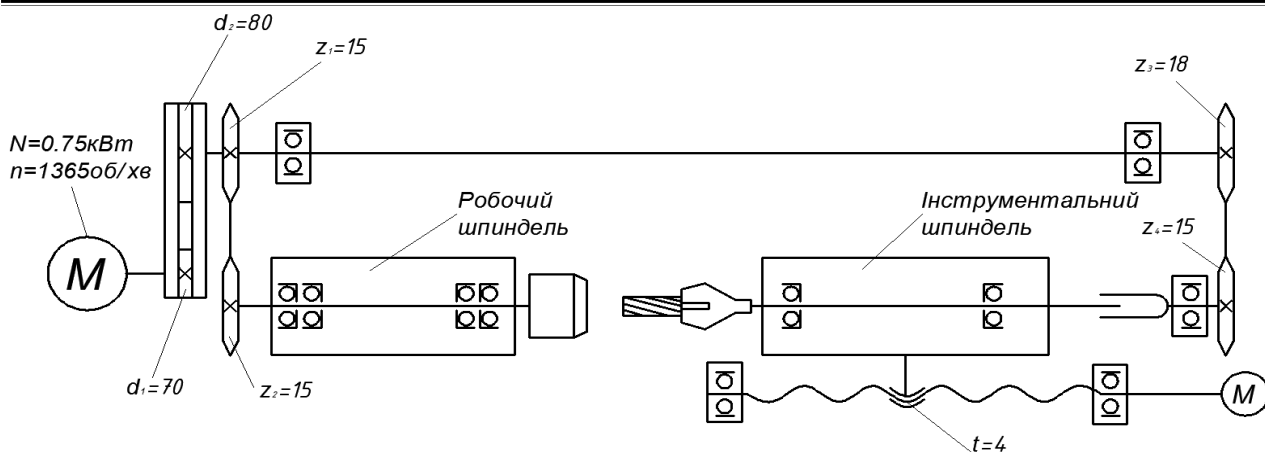 d₂=80
z₁=15
z₃=18
N=0.75кВт
n=1365об/хв
Робочий
шпиндель
Інструментальний
шпиндель
z₄=15
M
M
d₁=70
z₂=15
t=4